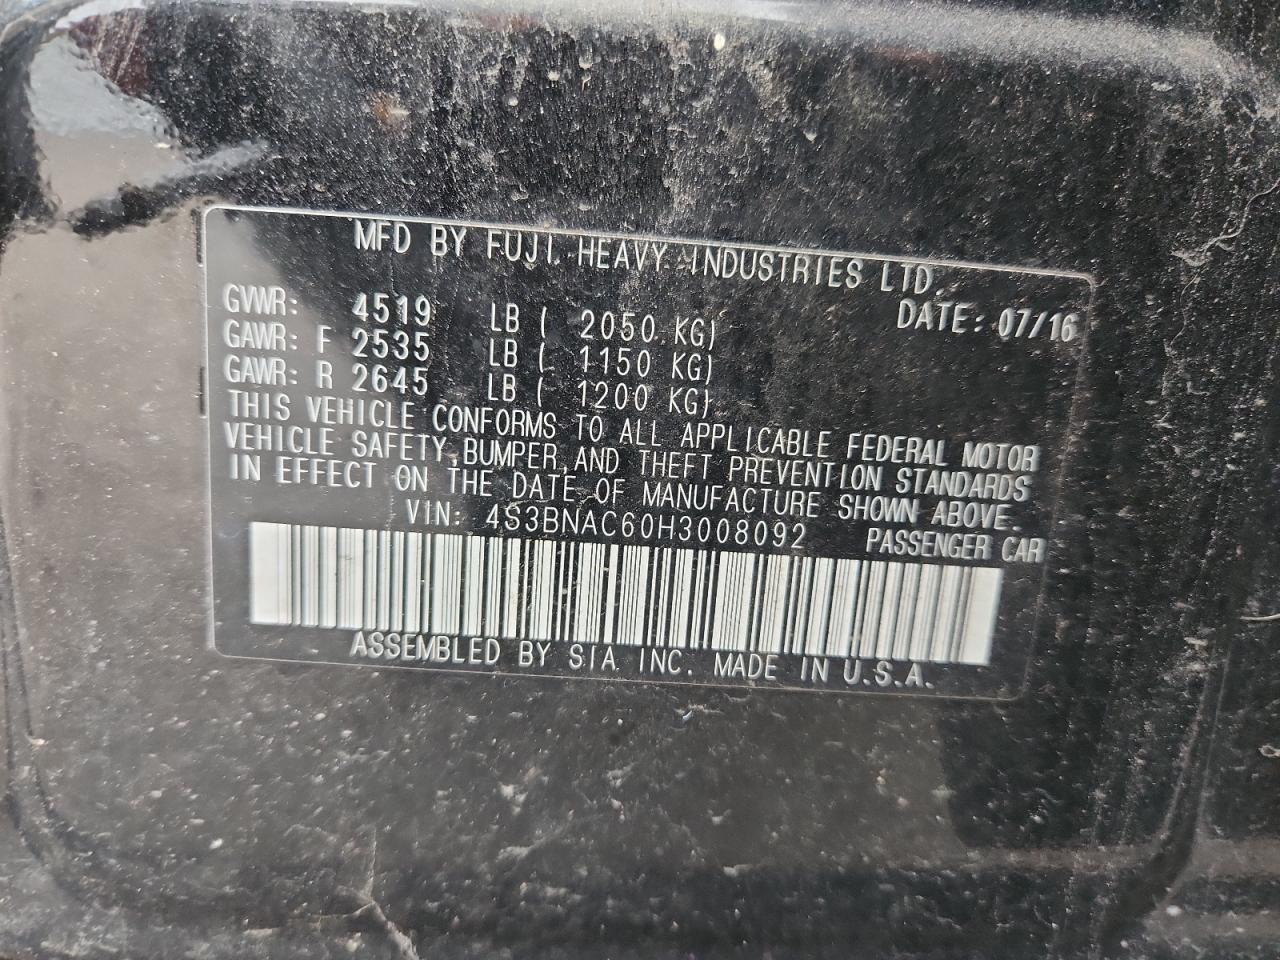 MFD BY FUJI HEAVY INDUSTRIES LTD.
GVWR: 4519 LB ( 2050 KG) DATE: 07/16
GAWR: F 2535 LB ( 1150 KG)
GAWR: R 2645 LB ( 1200 KG)
THIS VEHICLE CONFORMS TO ALL APPLICABLE FEDERAL MOTOR
VEHICLE SAFETY, BUMPER, AND THEFT PREVENTION STANDARDS
IN EFFECT ON THE DATE OF MANUFACTURE SHOWN ABOVE.
VIN: 4S3BNAC60H3008092 PASSENGER CAR
ASSEMBLED BY SIA INC. MADE IN U.S.A.